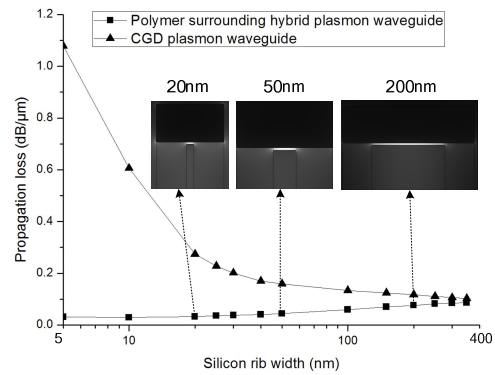 Polymer surrounding hybrid plasmon waveguide
CGD plasmon waveguide
20nm 50nm 200nm
1.2
1.0
0.8
0.6
0.4
0.2
0.0
Propagation loss (dB/μm)
5 10 100 400
Silicon rib width (nm)